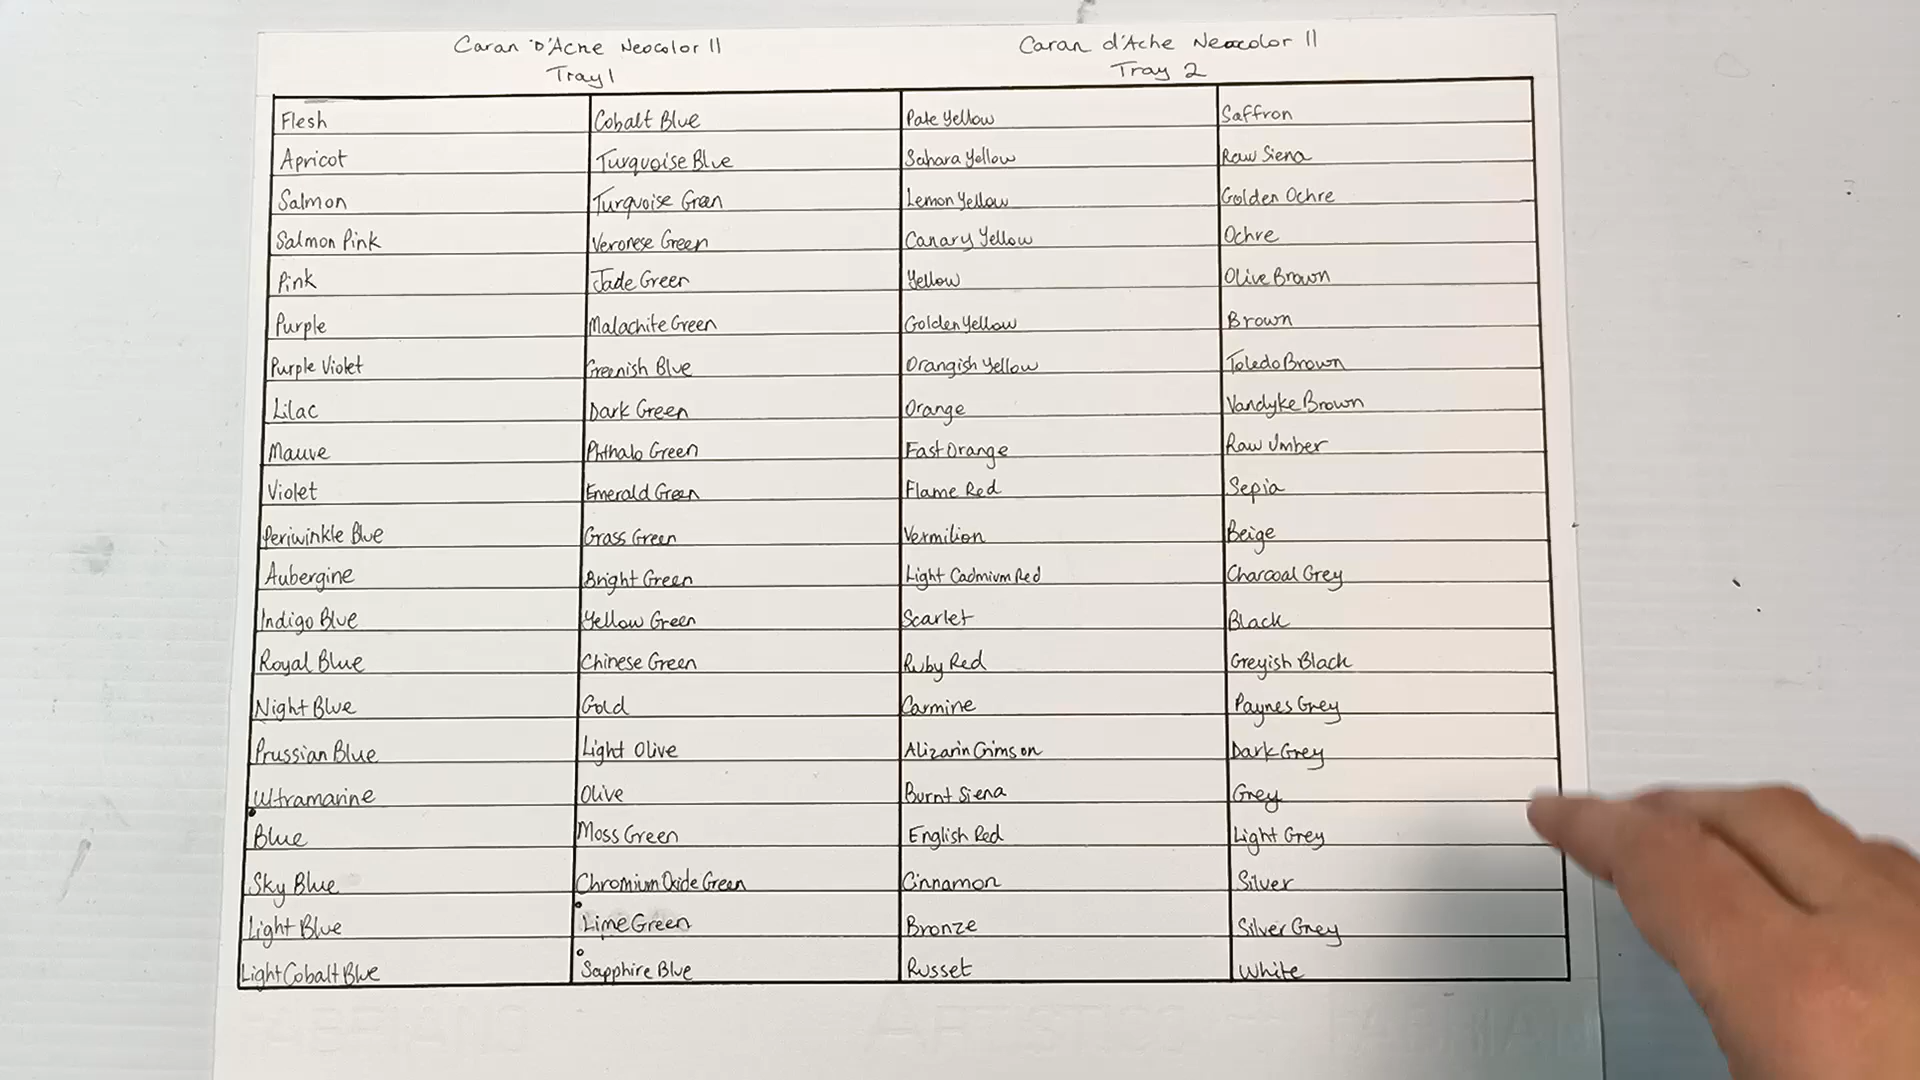 Caran D'Ache Neocolor II
Tray 1
Caran d'Ache Neocolor II
Tray 2
Flesh
Apricot
Salmon
Salmon Pink
Pink
Purple
Purple Violet
Lilac
Mauve
Violet
Periwinkle Blue
Aubergine
Indigo Blue
Royal Blue
Night Blue
Prussian Blue
Ultramarine
Blue
Sky Blue
Light Blue
Light Cobalt Blue
Cobalt Blue
Turquoise Blue
Turquoise Green
Veronese Green
Jade Green
Malachite Green
Greenish Blue
Dark Green
Phthalo Green
Emerald Green
Grass Green
Bright Green
Yellow Green
Chinese Green
Gold
Light Olive
Olive
Moss Green
Chromium Oxide Green
Lime Green
Sapphire Blue
Pale Yellow
Sahara Yellow
Lemon Yellow
Canary Yellow
Yellow
Golden Yellow
Orangish Yellow
Orange
Fast Orange
Flame Red
Vermilion
Light Cadmium Red
Scarlet
Ruby Red
Carmine
Alizarin Crimson
Burnt Siena
English Red
Cinnamon
Bronze
Russet
Saffron
Raw Siena
Golden Ochre
Ochre
Olive Brown
Brown
Toledo Brown
Vandyke Brown
Raw Umber
Sepia
Beige
Charcoal Grey
Black
Greyish Black
Paynes Grey
Dark Grey
Grey
Light Grey
Silver
Silver Grey
White
FABRIANO ARTISTICO